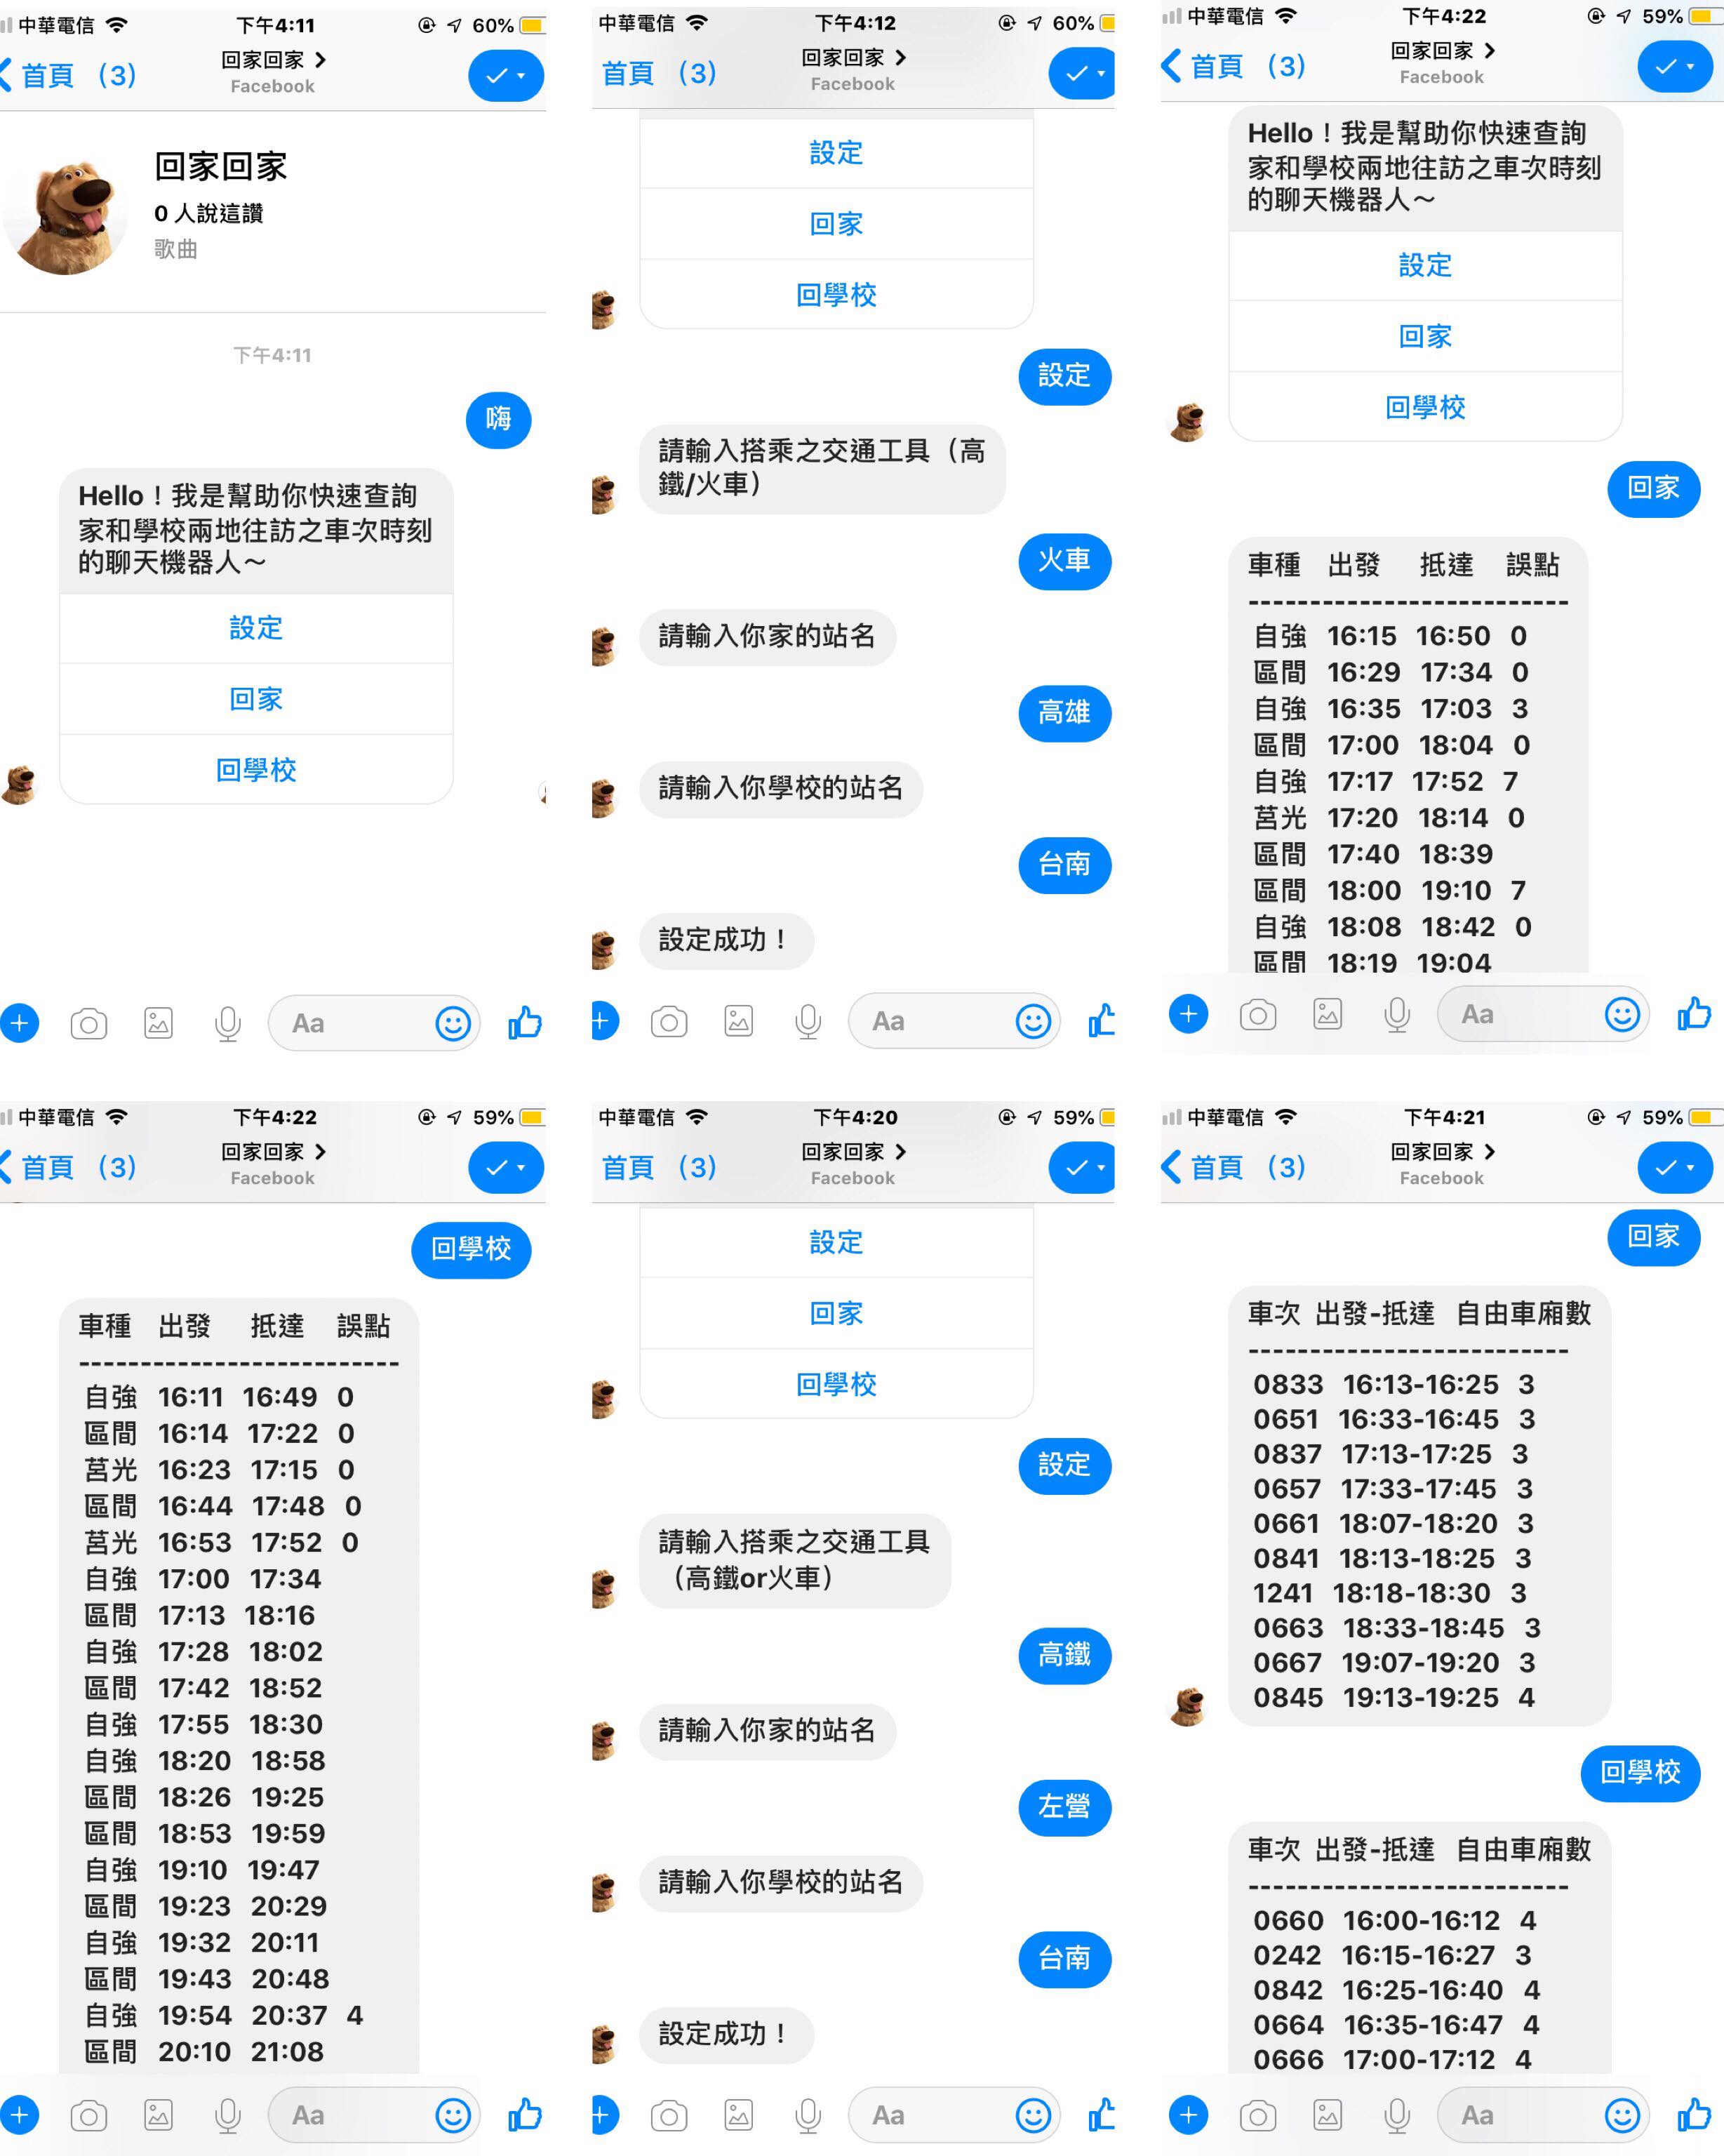 中華電信 下午4:11 60%
首頁 (3) 回家回家
Facebook
回家回家
0 人說這讚
歌曲
下午4:11
嗨
Hello！我是幫助你快速查詢
家和學校兩地往訪之車次時刻
的聊天機器人～
設定
回家
回學校
Aa
中華電信 下午4:12 60%
首頁 (3) 回家回家
Facebook
設定
回家
回學校
設定
請輸入搭乘之交通工具（高
鐵/火車）
火車
請輸入你家的站名
高雄
請輸入你學校的站名
台南
設定成功！
Aa
中華電信 下午4:22 59%
首頁 (3) 回家回家
Facebook
Hello！我是幫助你快速查詢
家和學校兩地往訪之車次時刻
的聊天機器人～
設定
回家
回學校
回家
車種 出發 抵達 誤點
--------------------------
自強 16:15 16:50 0
區間 16:29 17:34 0
自強 16:35 17:03 3
區間 17:00 18:04 0
自強 17:17 17:52 7
莒光 17:20 18:14 0
區間 17:40 18:39
區間 18:00 19:10 7
自強 18:08 18:42 0
區間 18:19 19:04
Aa
中華電信 下午4:22 59%
首頁 (3) 回家回家
Facebook
回學校
車種 出發 抵達 誤點
--------------------------
自強 16:11 16:49 0
區間 16:14 17:22 0
莒光 16:23 17:15 0
區間 16:44 17:48 0
莒光 16:53 17:52 0
自強 17:00 17:34
區間 17:13 18:16
自強 17:28 18:02
區間 17:42 18:52
自強 17:55 18:30
自強 18:20 18:58
區間 18:26 19:25
區間 18:53 19:59
自強 19:10 19:47
區間 19:23 20:29
自強 19:32 20:11
區間 19:43 20:48
自強 19:54 20:37 4
區間 20:10 21:08
Aa
中華電信 下午4:20 59%
首頁 (3) 回家回家
Facebook
設定
回家
回學校
設定
請輸入搭乘之交通工具
（高鐵or火車）
高鐵
請輸入你家的站名
左營
請輸入你學校的站名
台南
設定成功！
Aa
中華電信 下午4:21 59%
首頁 (3) 回家回家
Facebook
回家
車次 出發-抵達 自由車廂數
--------------------------
0833 16:13-16:25 3
0651 16:33-16:45 3
0837 17:13-17:25 3
0657 17:33-17:45 3
0661 18:07-18:20 3
0841 18:13-18:25 3
1241 18:18-18:30 3
0663 18:33-18:45 3
0667 19:07-19:20 3
0845 19:13-19:25 4
回學校
車次 出發-抵達 自由車廂數
--------------------------
0660 16:00-16:12 4
0242 16:15-16:27 3
0842 16:25-16:40 4
0664 16:35-16:47 4
0666 17:00-17:12 4
Aa